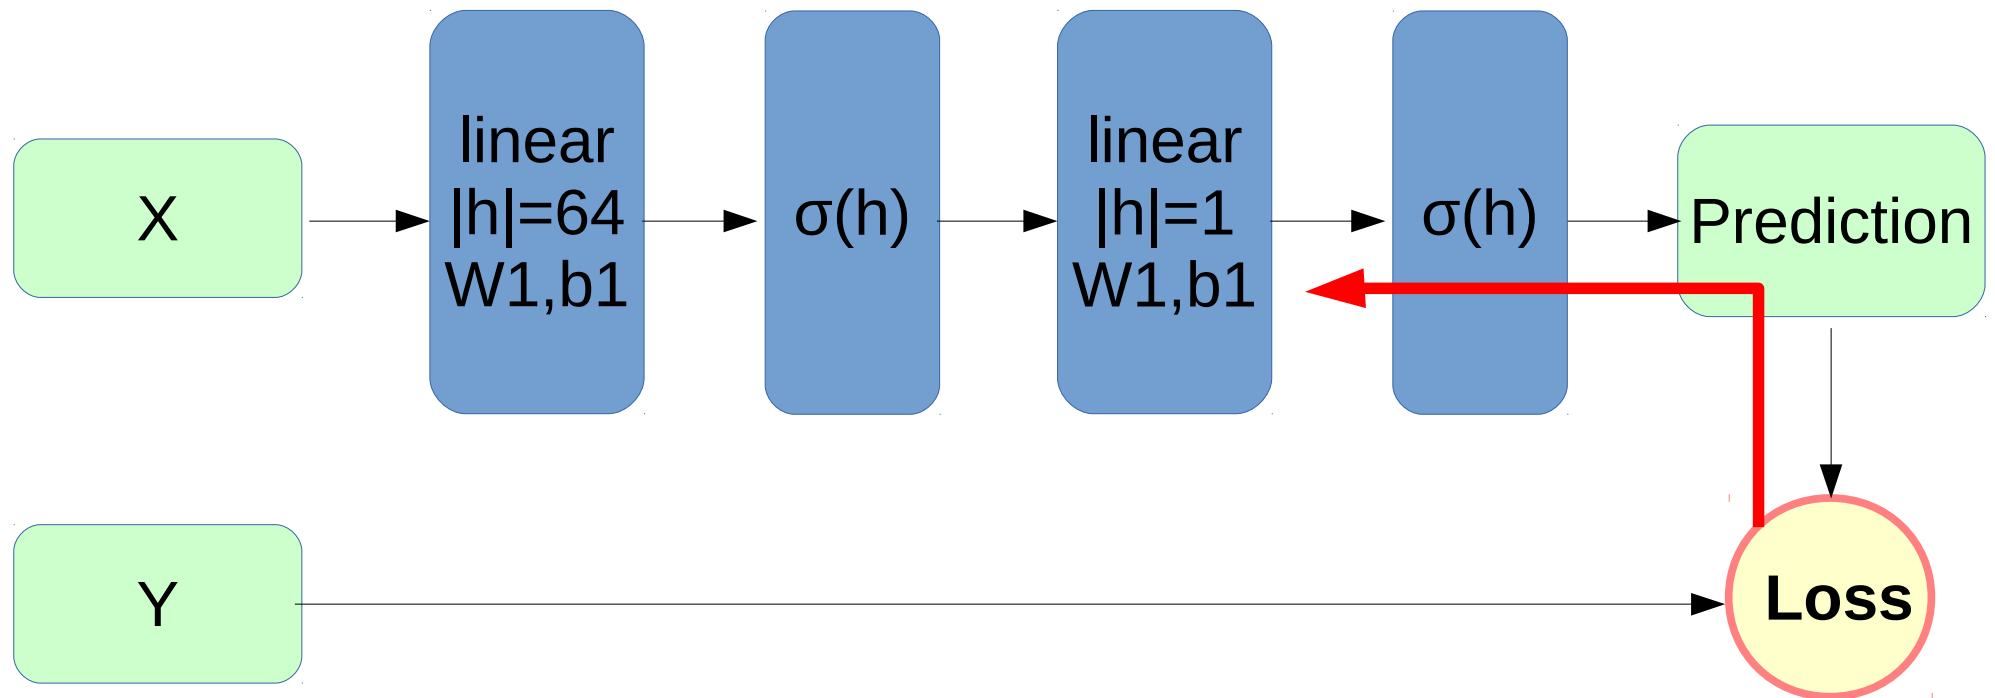 X
linear
|h|=64
W1,b1
σ(h)
linear
|h|=1
W1,b1
σ(h)
Prediction
Y
Loss